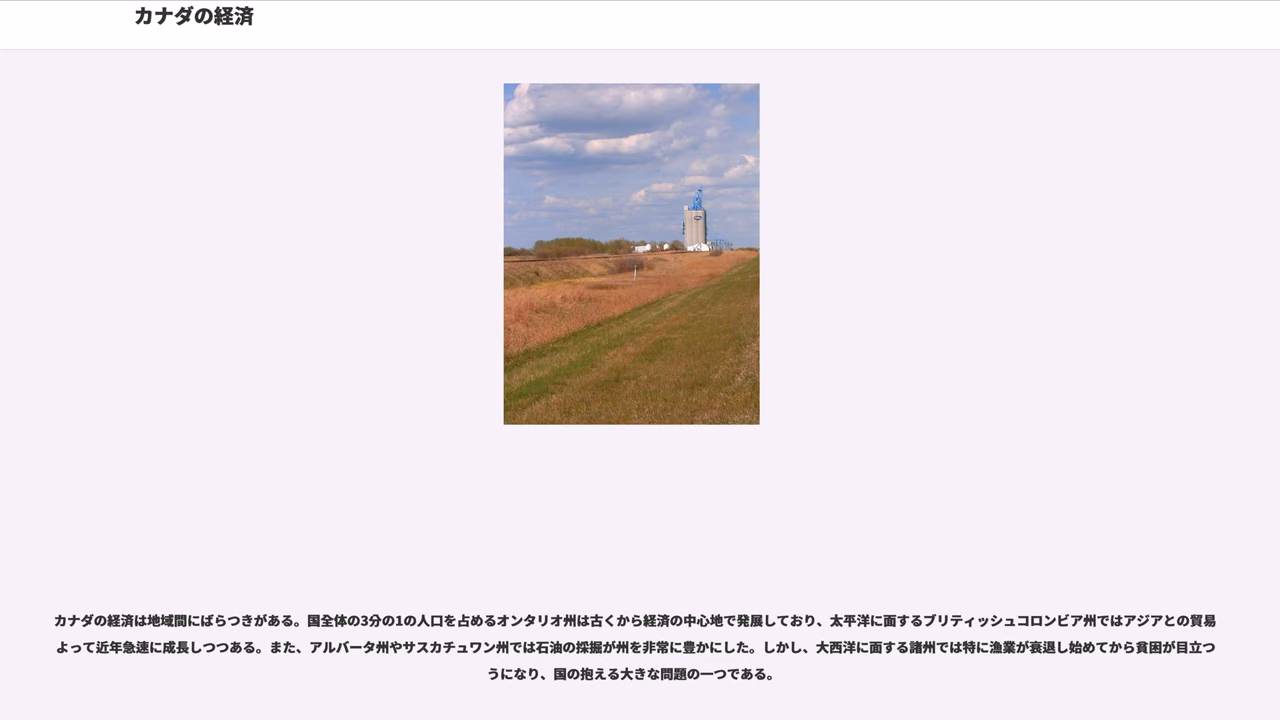 カナダの経済
カナダの経済は地域間にばらつきがある。国全体の3分の1の人口を占めるオンタリオ州は古くから経済の中心地で発展しており、太平洋に面するブリティッシュコロンビア州ではアジアとの貿易
よって近年急速に成長しつつある。また、アルバータ州やサスカチュワン州では石油の採掘が州を非常に豊かにした。しかし、大西洋に面する諸州では特に漁業が衰退し始めてから貧困が目立つ
うになり、国の抱える大きな問題の一つである。